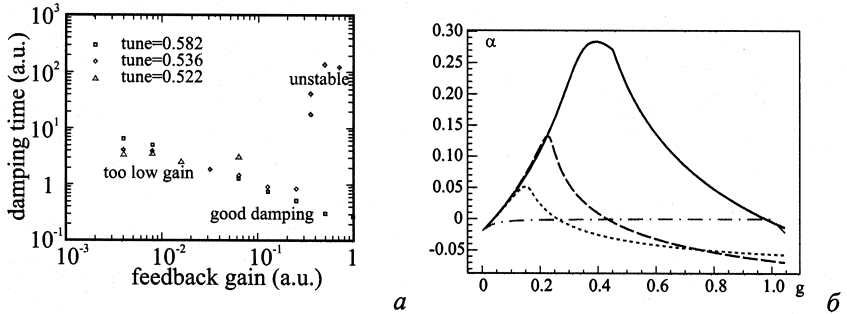 10³
10²
10¹
1
10⁻¹
10⁻³
10⁻²
10⁻¹
1
damping time (a.u.)
feedback gain (a.u.)
tune=0.582
tune=0.536
tune=0.522
unstable
too low gain
good damping
а
α
0.30
0.25
0.20
0.15
0.10
0.05
0
-0.05
0
0.2
0.4
0.6
0.8
1.0
g
б